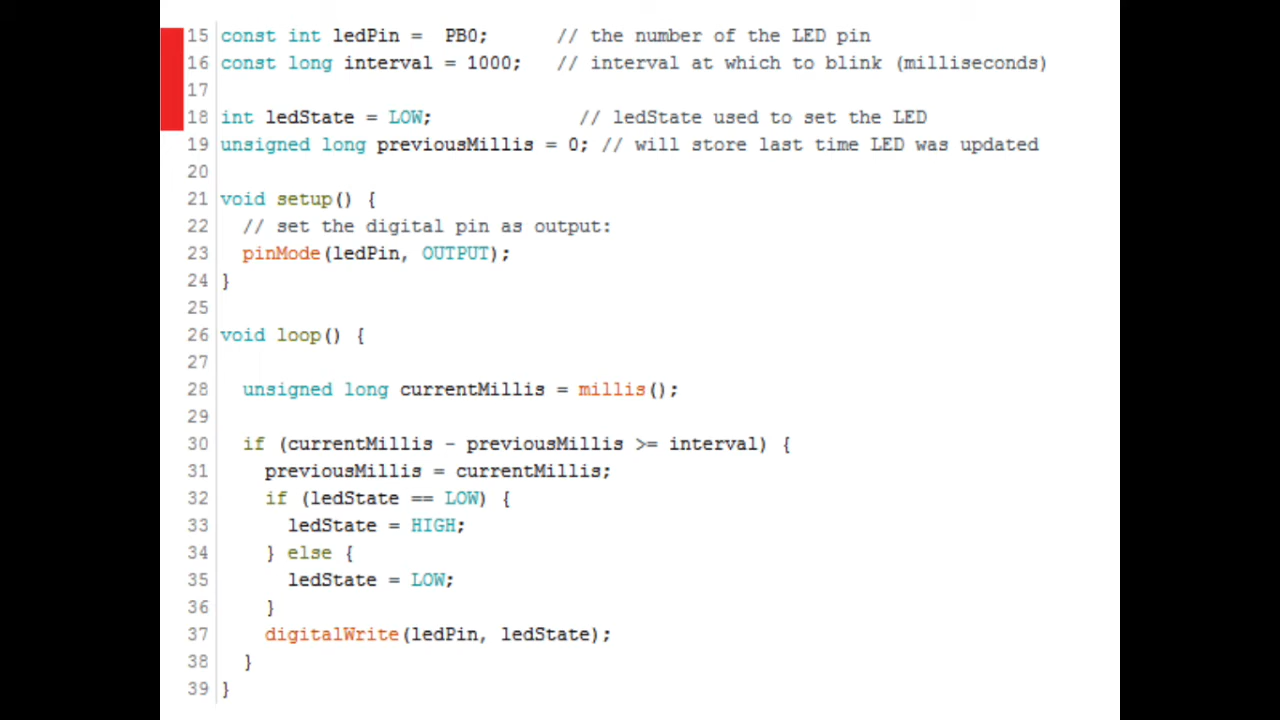 15 const int ledPin =  PB0;      // the number of the LED pin
16 const long interval = 1000;   // interval at which to blink (milliseconds)
17
18 int ledState = LOW;             // ledState used to set the LED
19 unsigned long previousMillis = 0; // will store last time LED was updated
20
21 void setup() {
22   // set the digital pin as output:
23   pinMode(ledPin, OUTPUT);
24 }
25
26 void loop() {
27
28   unsigned long currentMillis = millis();
29
30   if (currentMillis - previousMillis >= interval) {
31     previousMillis = currentMillis;
32     if (ledState == LOW) {
33       ledState = HIGH;
34     } else {
35       ledState = LOW;
36     }
37     digitalWrite(ledPin, ledState);
38   }
39 }